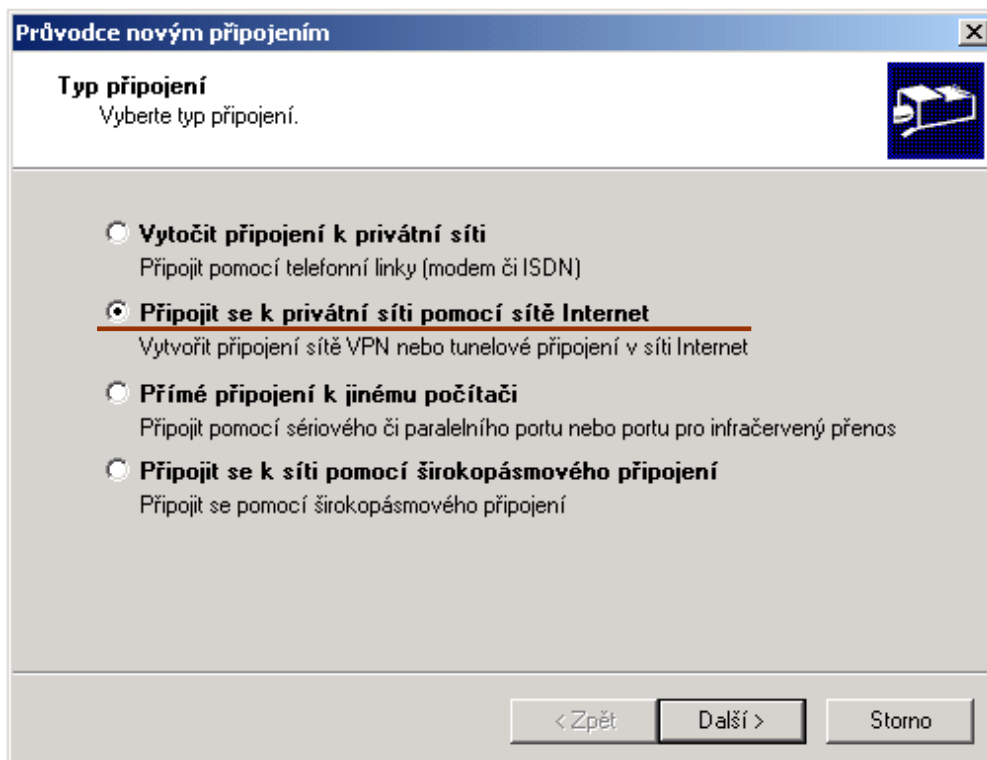 Průvodce novým připojením
Typ připojení
Vyberte typ připojení.
Vytočit připojení k privátní síti
Připojit pomocí telefonní linky (modem či ISDN)
Připojit se k privátní síti pomocí sítě Internet
Vytvořit připojení sítě VPN nebo tunelové připojení v síti Internet
Přímé připojení k jinému počítači
Připojit pomocí sériového či paralelního portu nebo portu pro infračervený přenos
Připojit se k síti pomocí širokopásmového připojení
Připojit se pomocí širokopásmového připojení
< Zpět Další > Storno